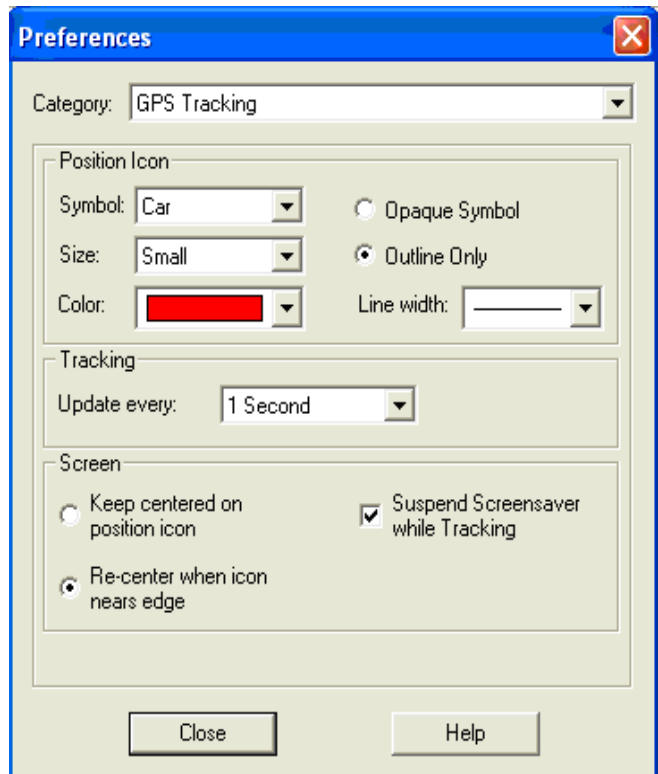 Preferences
Category: GPS Tracking
Position Icon
Symbol: Car
Opaque Symbol
Size: Small
Outline Only
Color:
Line width:
Tracking
Update every: 1 Second
Screen
Keep centered on
position icon
Suspend Screensaver
while Tracking
Re-center when icon
nears edge
Close
Help